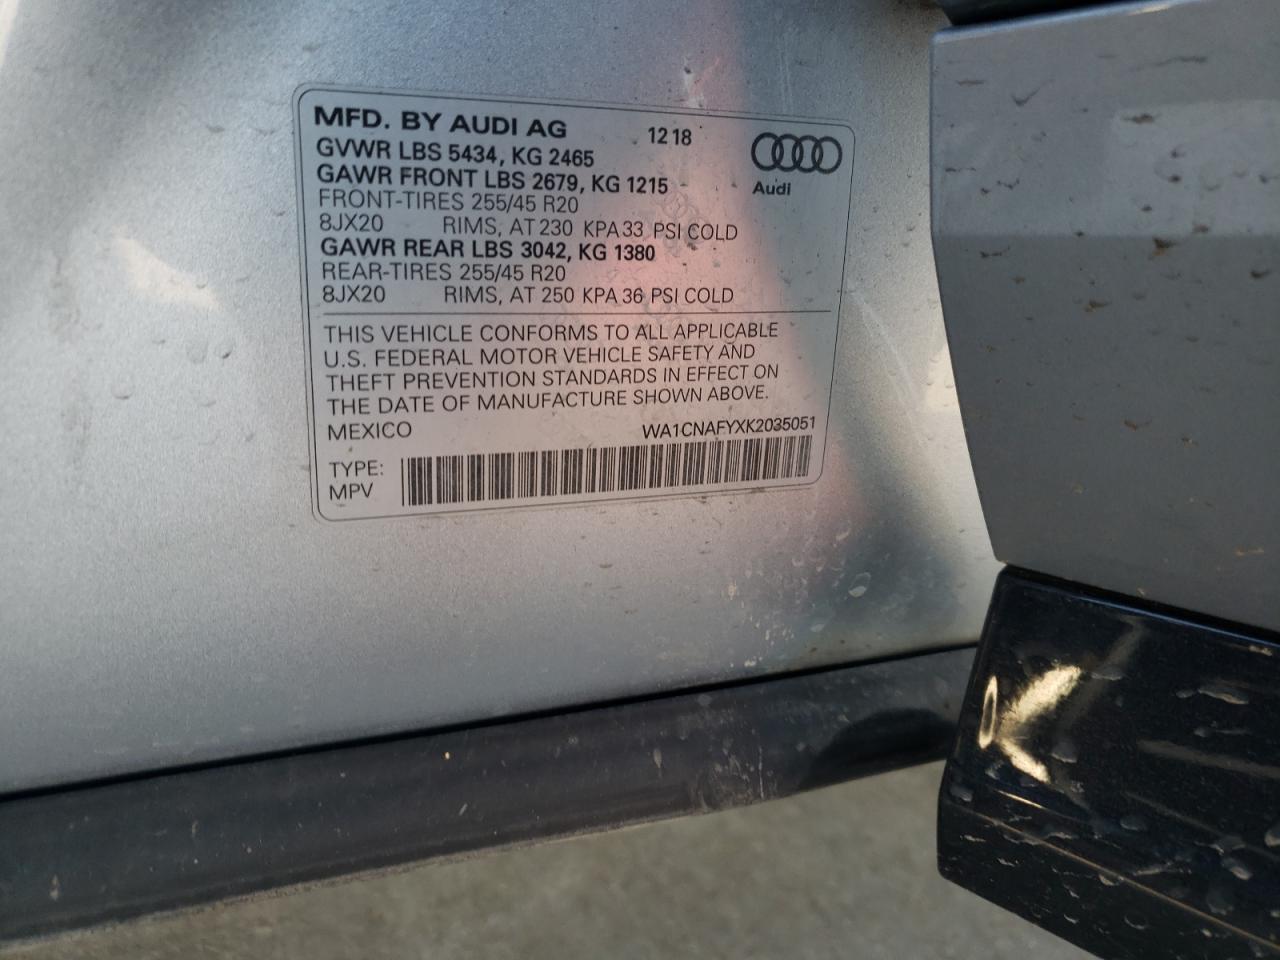 MFD. BY AUDI AG 12 18
GVWR LBS 5434, KG 2465
GAWR FRONT LBS 2679, KG 1215
Audi
FRONT-TIRES 255/45 R20
8JX20 RIMS, AT 230 KPA 33 PSI COLD
GAWR REAR LBS 3042, KG 1380
REAR-TIRES 255/45 R20
8JX20 RIMS, AT 250 KPA 36 PSI COLD
THIS VEHICLE CONFORMS TO ALL APPLICABLE
U.S. FEDERAL MOTOR VEHICLE SAFETY AND
THEFT PREVENTION STANDARDS IN EFFECT ON
THE DATE OF MANUFACTURE SHOWN ABOVE.
MEXICO WA1CNAFYXK2035051
TYPE:
MPV